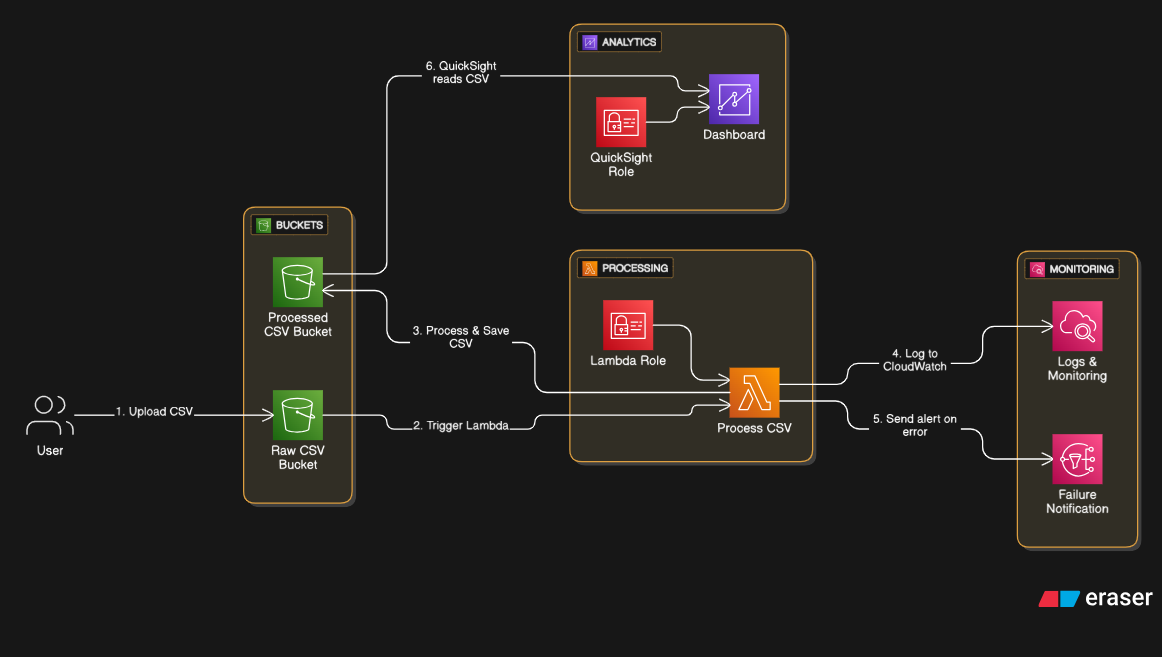 ANALYTICS
6. QuickSight
reads CSV
Dashboard
QuickSight
Role
BUCKETS
Processed
CSV Bucket
3. Process & Save
CSV
PROCESSING
Lambda Role
Process CSV
MONITORING
4. Log to
CloudWatch
Logs &
Monitoring
1. Upload CSV
User
Raw CSV
Bucket
2. Trigger Lambda
5. Send alert on
error
Failure
Notification
eraser